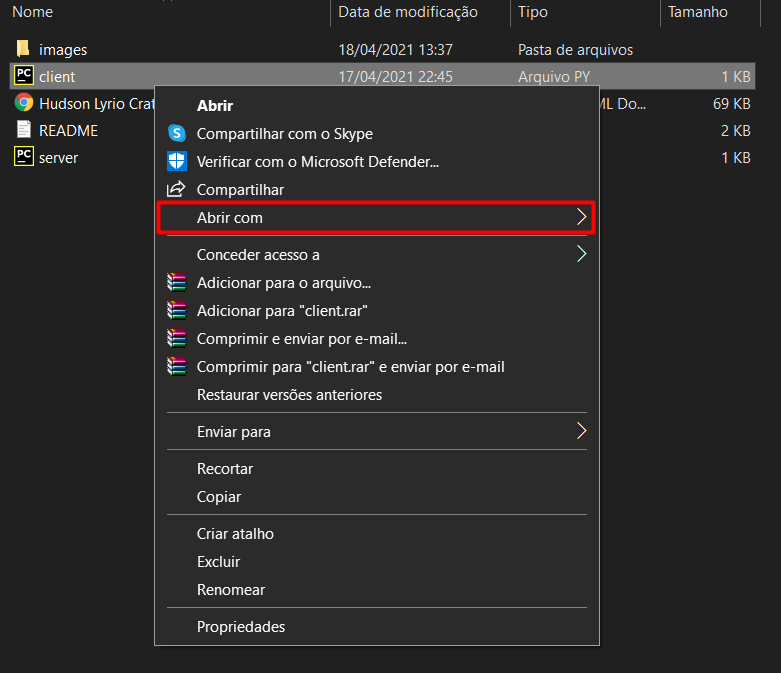 Nome Data de modificação Tipo Tamanho
images 18/04/2021 13:37 Pasta de arquivos
PC client 17/04/2021 22:45 Arquivo PY 1 KB
Hudson Lyrio Crat ML Do... 69 KB
README 2 KB
PC server 1 KB
Abrir
S Compartilhar com o Skype
Verificar com o Microsoft Defender...
Compartilhar
Abrir com
Conceder acesso a
Adicionar para o arquivo...
Adicionar para "client.rar"
Comprimir e enviar por e-mail...
Comprimir para "client.rar" e enviar por e-mail
Restaurar versões anteriores
Enviar para
Recortar
Copiar
Criar atalho
Excluir
Renomear
Propriedades